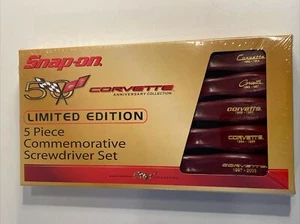 Snap-on
50
CORVETTE
ANNIVERSARY COLLECTION
LIMITED EDITION
5 Piece
Commemorative
Screwdriver Set
Corvette
Corvette
corvette
CORVETTE
CORVETTE
1997 - 2003